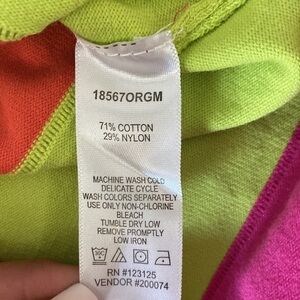 18567ORGM
71% COTTON
29% NYLON
MACHINE WASH COLD
DELICATE CYCLE
WASH COLORS SEPARATELY
USE ONLY NON-CHLORINE
BLEACH
TUMBLE DRY LOW
REMOVE PROMPTLY
LOW IRON
RN #123125
VENDOR #200074